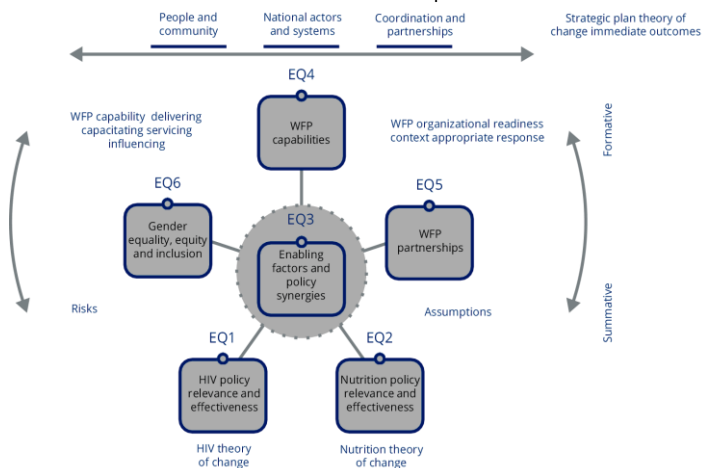 People and
community
National actors
and systems
Coordination and
partnerships
Strategic plan theory of
change immediate outcomes
EQ4
WFP
capabilities
WFP capability delivering
capacitating servicing
influencing
WFP organizational readiness
context appropriate response
Formative
EQ6
Gender
equality, equity
and inclusion
EQ5
WFP
partnerships
EQ3
Enabling
factors and
policy
synergies
Risks
Assumptions
Summative
EQ1
HIV policy
relevance and
effectiveness
EQ2
Nutrition policy
relevance and
effectiveness
HIV theory
of change
Nutrition theory
of change